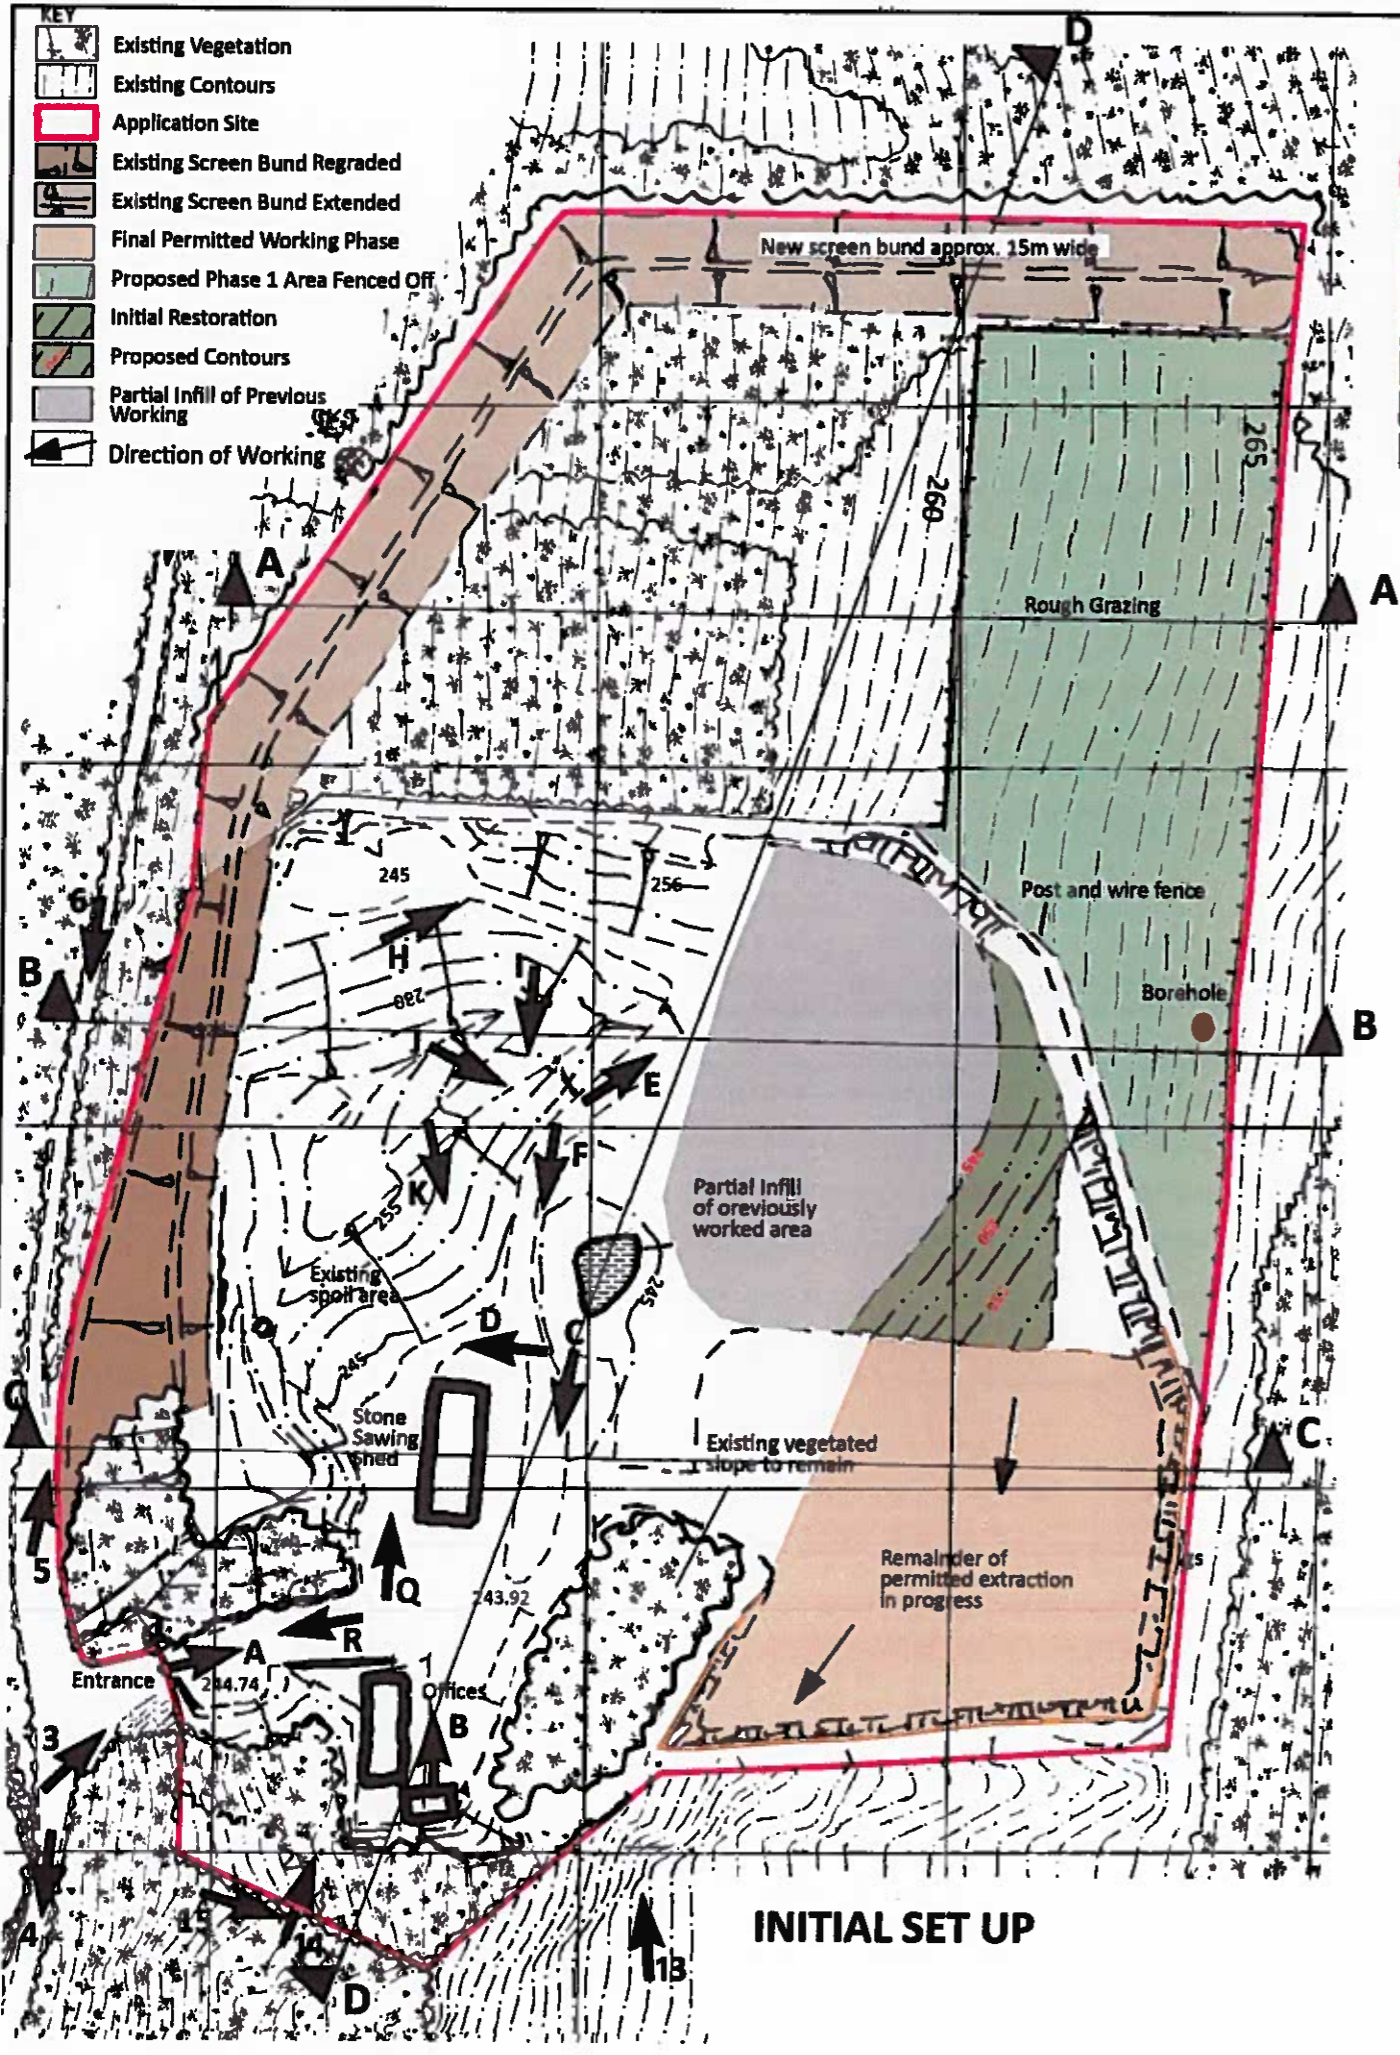 KEY
Existing Vegetation
Existing Contours
Application Site
Existing Screen Bund Regraded
Existing Screen Bund Extended
Final Permitted Working Phase
Proposed Phase 1 Area Fenced Off
Initial Restoration
Proposed Contours
Partial Infill of Previous
Working
Direction of Working
D
New screen bund approx. 15m wide
265
260
A
A
Rough Grazing
245
256
Post and wire fence
6
H
280
B
Borehole
B
E
F
K
255
Partial Infill
of oreviously
worked area
245
250
Existing
spoil area
245
D
C
245
C
Stone
Sawing
Shed
Existing vegetated
slope to remain
C
5
Q
243.92
Remainder of
permitted extraction
in progress
R
A
Entrance
244.74
Offices
B
3
4
14
13
D
INITIAL SET UP